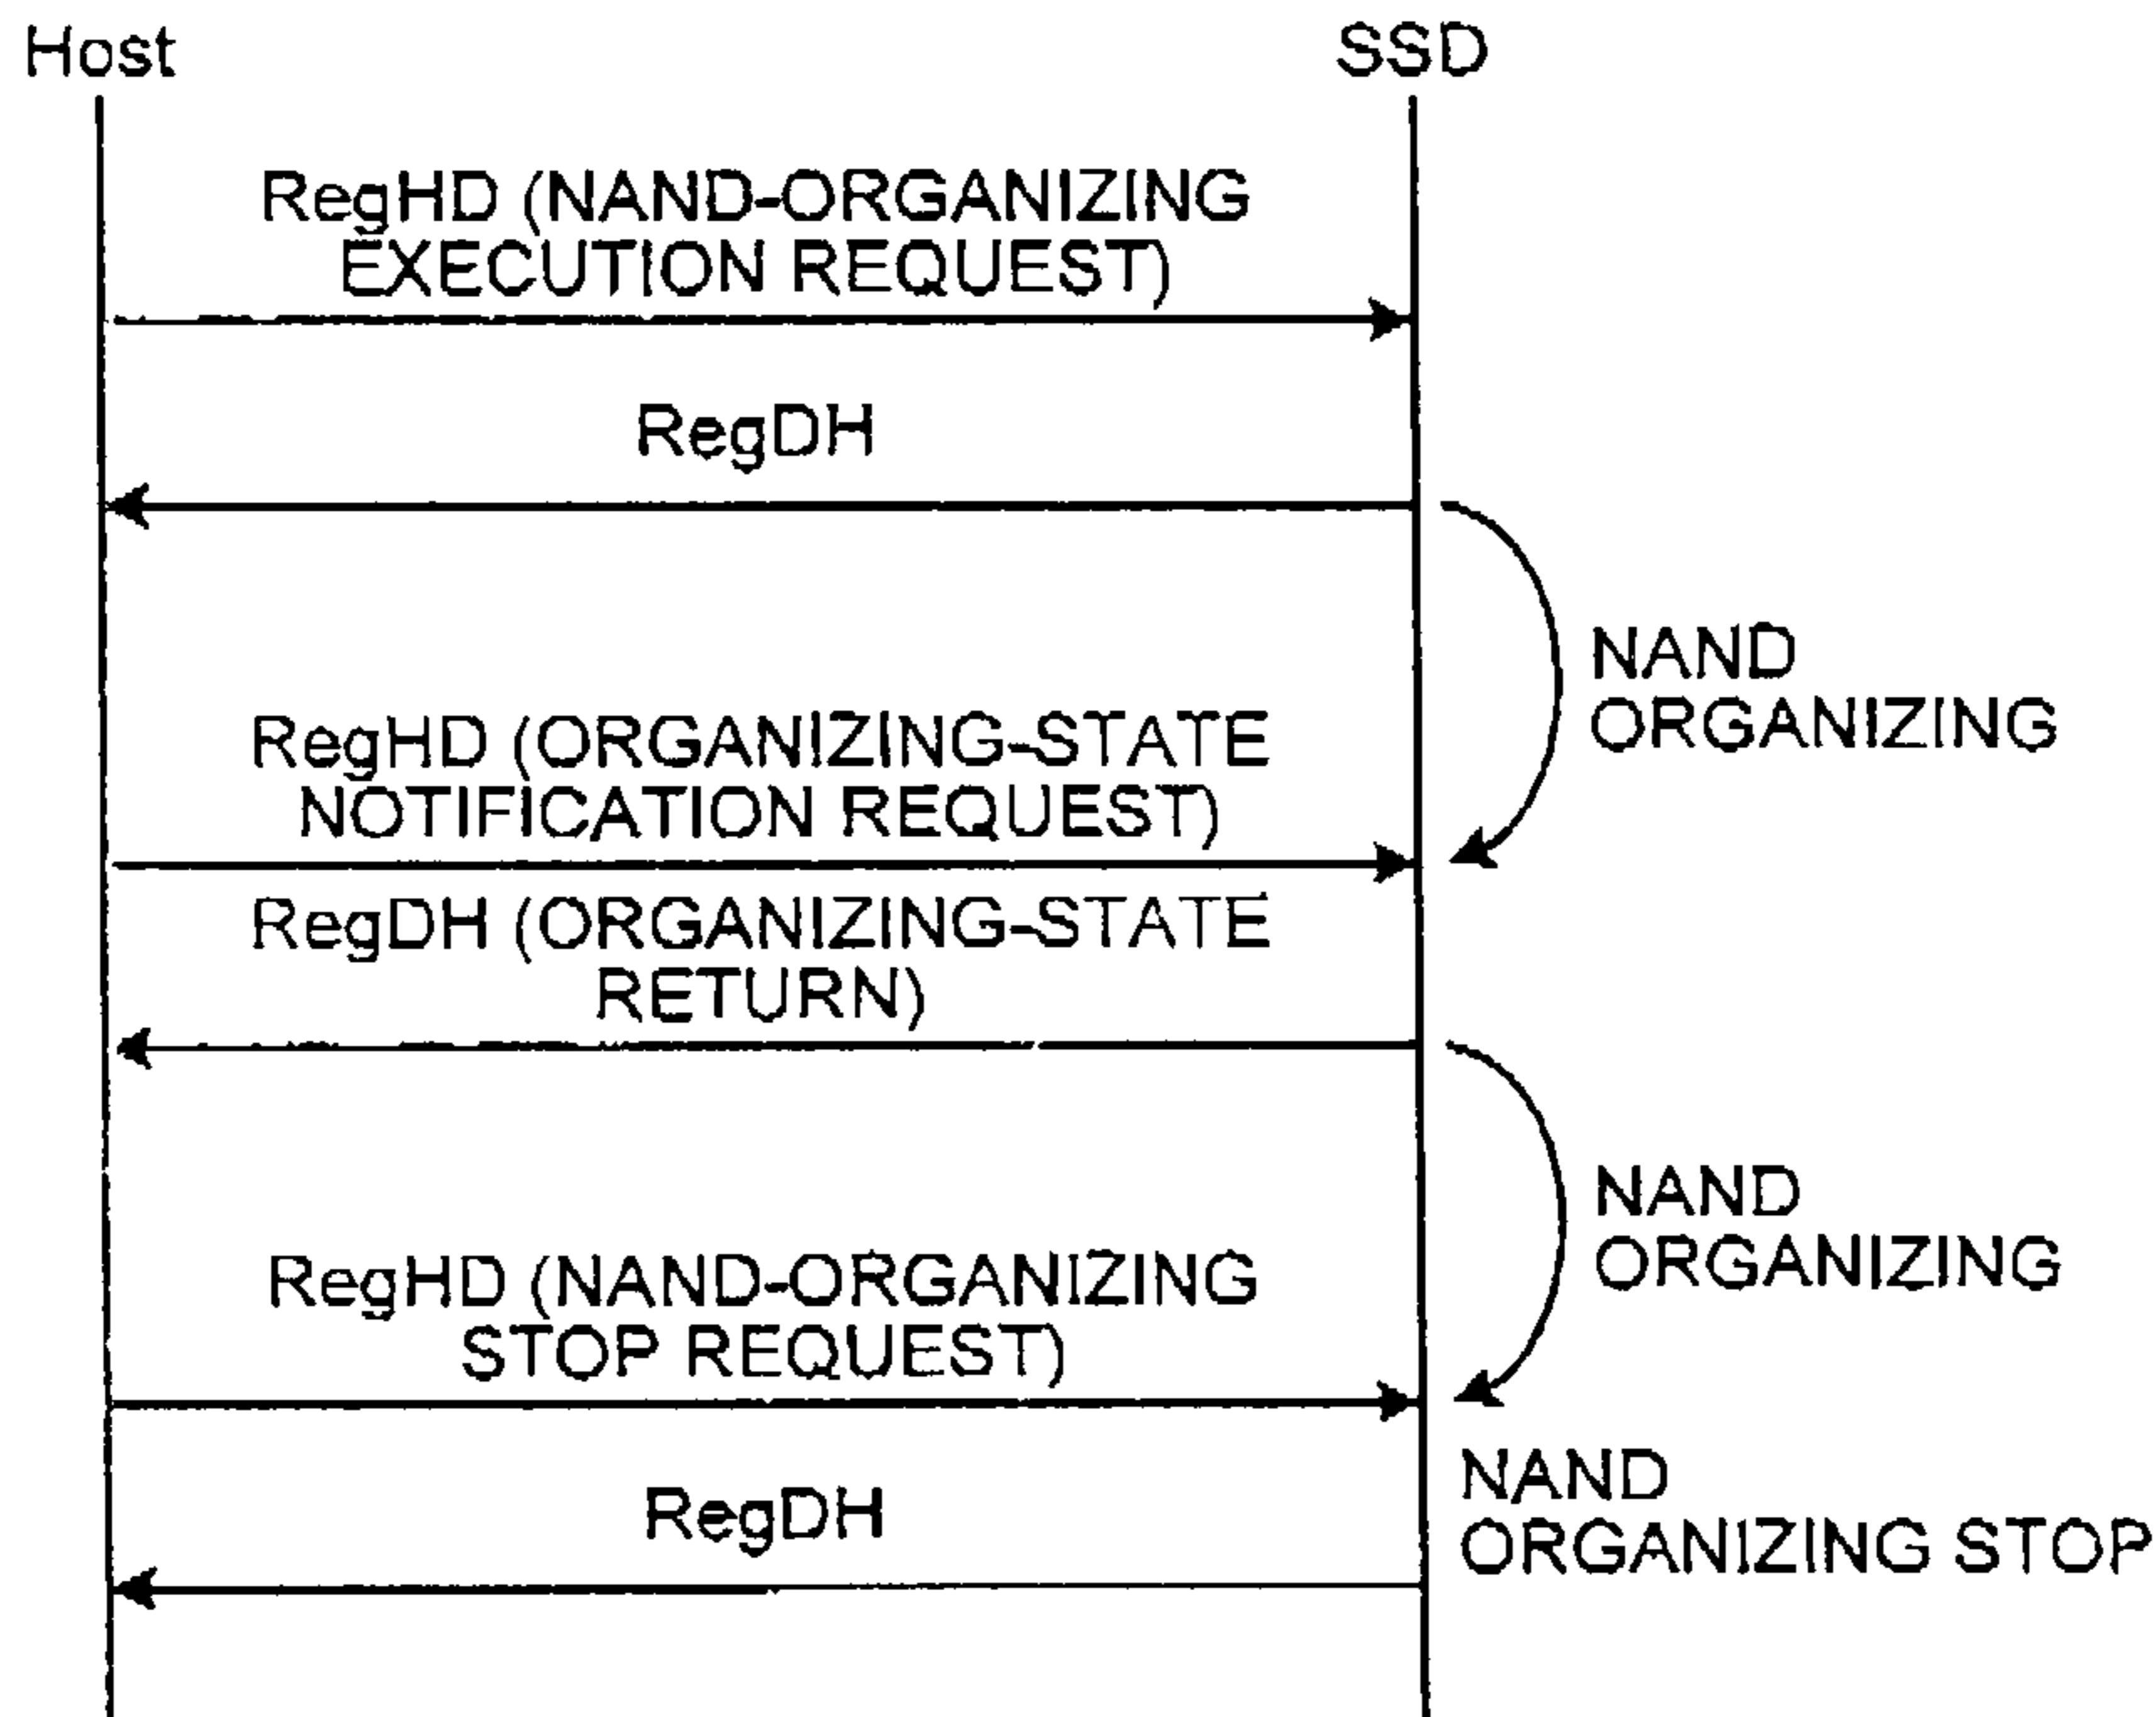 Host
SSD
RegHD (NAND-ORGANIZING
EXECUTION REQUEST)
RegDH
NAND
ORGANIZING
RegHD (ORGANIZING-STATE
NOTIFICATION REQUEST)
RegDH (ORGANIZING-STATE
RETURN)
NAND
ORGANIZING
RegHD (NAND-ORGANIZING
STOP REQUEST)
NAND
ORGANIZING STOP
RegDH